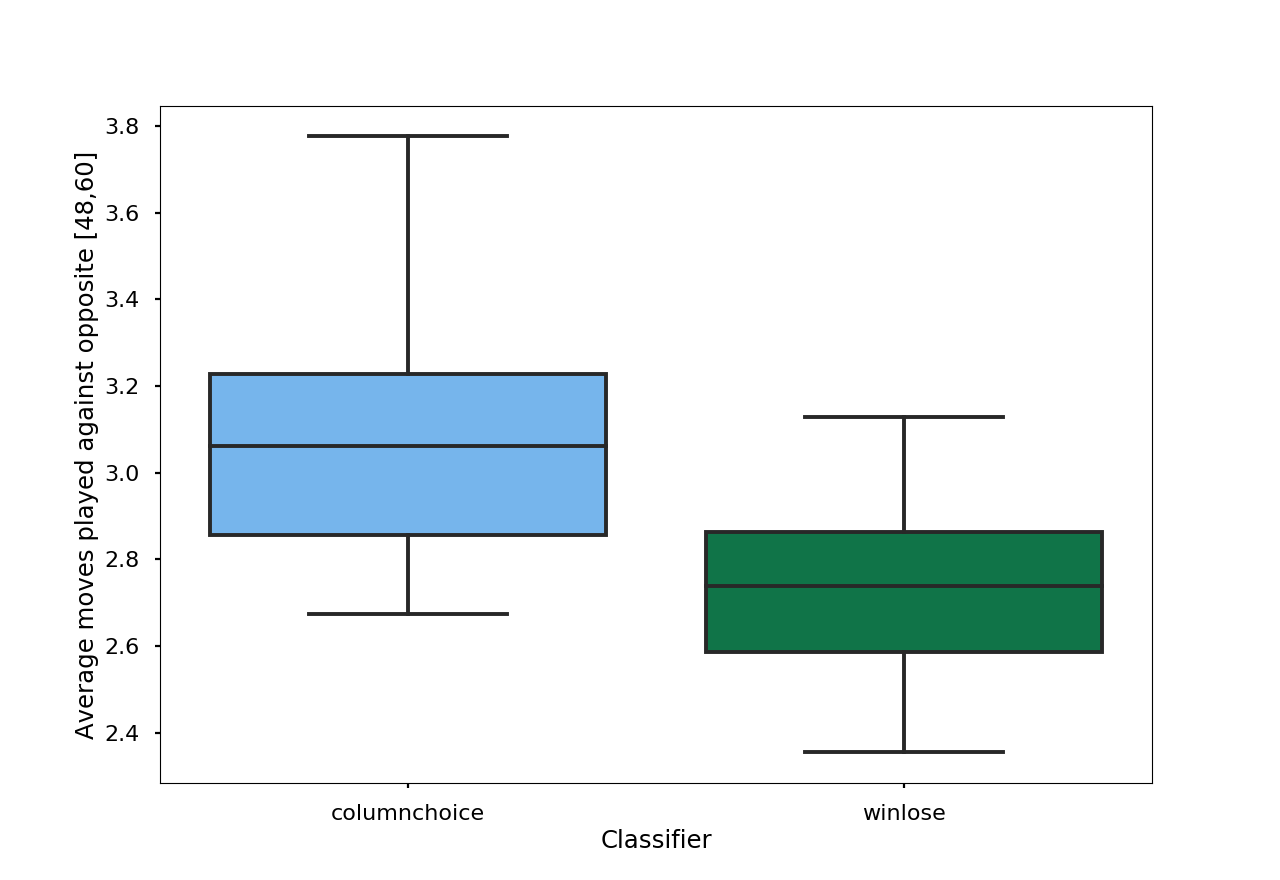 Average moves played against opposite [48,60]
3.8
3.6
3.4
3.2
3.0
2.8
2.6
2.4
columnchoice
winlose
Classifier